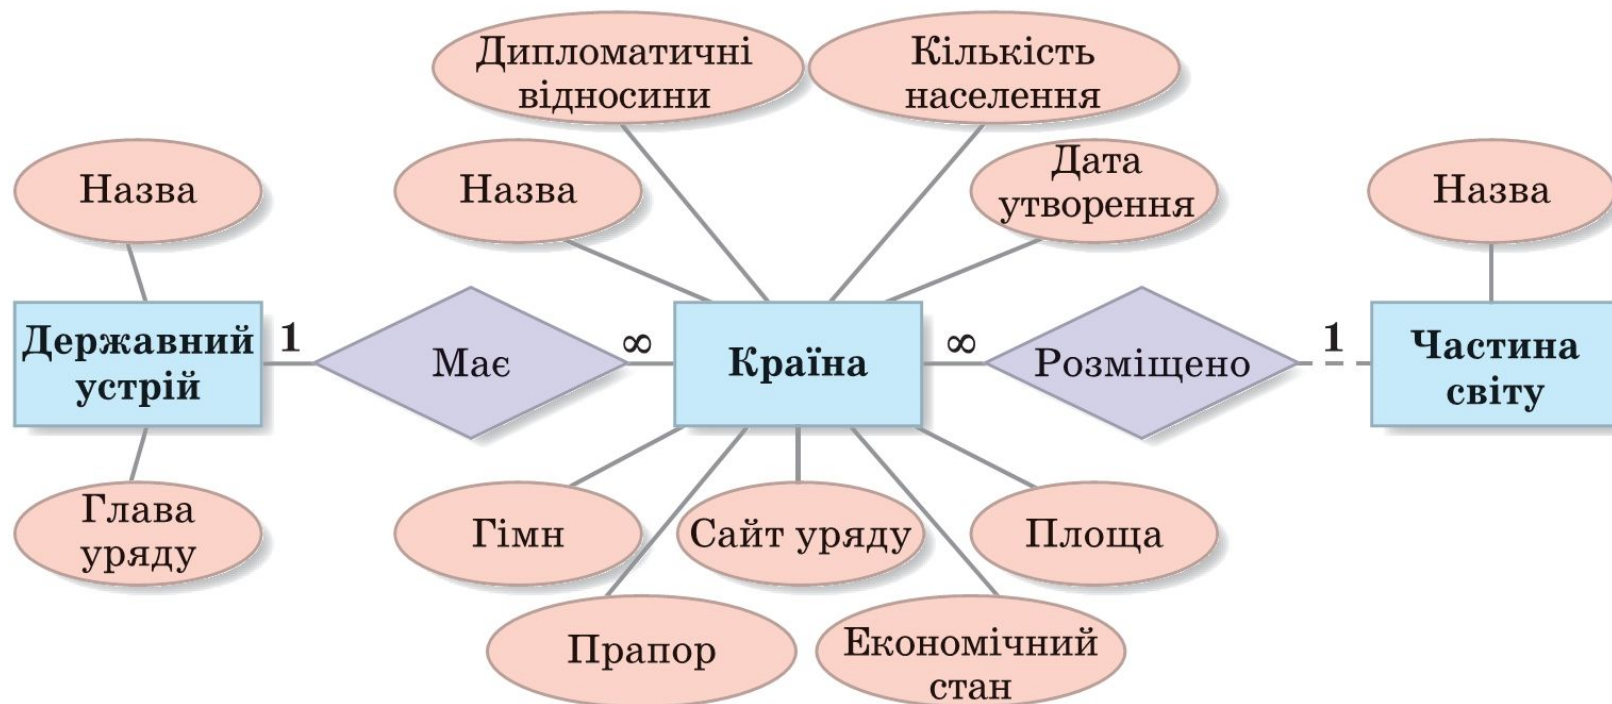 Дипломатичні
відносини
Кількість
населення
Назва
Назва
Дата
утворення
Назва
Державний
устрій
1
Має
∞
Країна
∞
Розміщено
1
Частина
світу
Глава
уряду
Гімн
Сайт уряду
Площа
Прапор
Економічний
стан